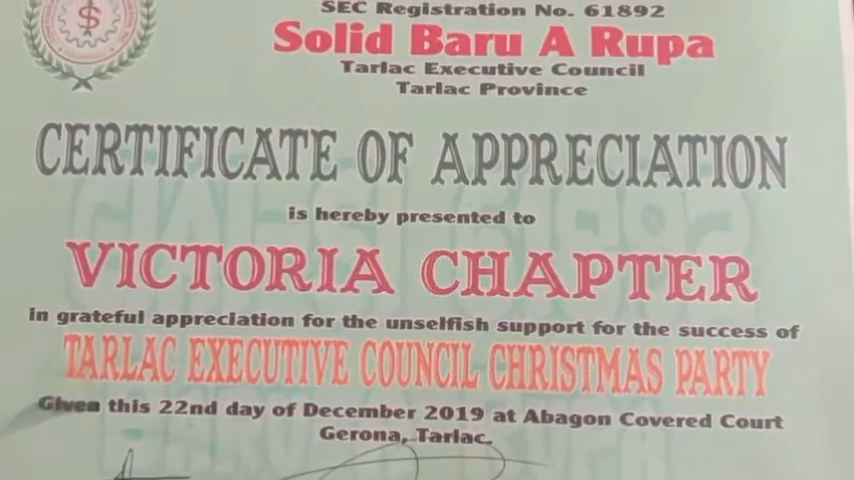 SEC Registration No. 61892
Solid Baru A Rupa
Tarlac Executive Council
Tarlac Province
CERTIFICATE OF APPRECIATION
is hereby presented to
VICTORIA CHAPTER
in grateful appreciation for the unselfish support for the success of
TARLAC EXECUTIVE COUNCIL CHRISTMAS PARTY
Given this 22nd day of December 2019 at Abagon Covered Court
Gerona, Tarlac.